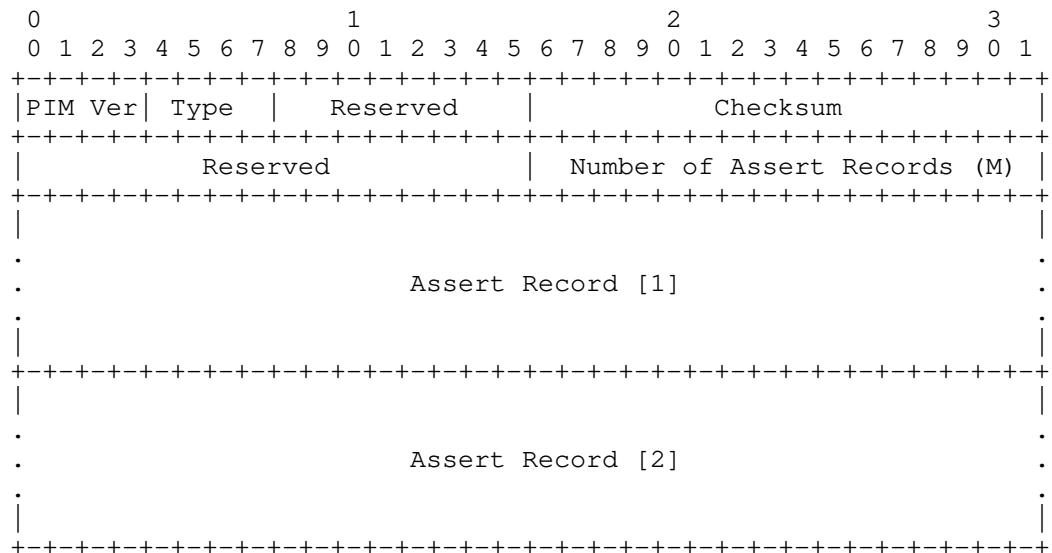 0                   1                   2                   3
 0 1 2 3 4 5 6 7 8 9 0 1 2 3 4 5 6 7 8 9 0 1 2 3 4 5 6 7 8 9 0 1
+-+-+-+-+-+-+-+-+-+-+-+-+-+-+-+-+-+-+-+-+-+-+-+-+-+-+-+-+-+-+-+-+
|PIM Ver| Type  |   Reserved    |           Checksum            |
+-+-+-+-+-+-+-+-+-+-+-+-+-+-+-+-+-+-+-+-+-+-+-+-+-+-+-+-+-+-+-+-+
|           Reserved            |  Number of Assert Records (M) |
+-+-+-+-+-+-+-+-+-+-+-+-+-+-+-+-+-+-+-+-+-+-+-+-+-+-+-+-+-+-+-+-+
|                                                               |
.                                                               .
.                        Assert Record [1]                      .
.                                                               .
|                                                               |
+-+-+-+-+-+-+-+-+-+-+-+-+-+-+-+-+-+-+-+-+-+-+-+-+-+-+-+-+-+-+-+-+
|                                                               |
.                                                               .
.                        Assert Record [2]                      .
.                                                               .
|                                                               |
+-+-+-+-+-+-+-+-+-+-+-+-+-+-+-+-+-+-+-+-+-+-+-+-+-+-+-+-+-+-+-+-+